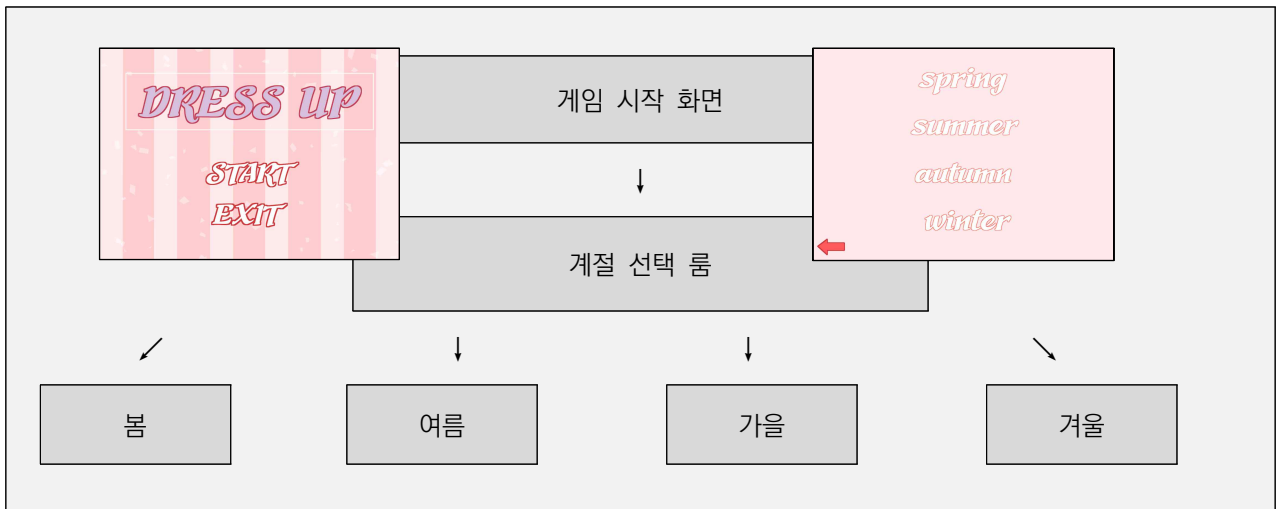 DRESS UP
START
EXIT
게임 시작 화면
spring
summer
autumn
winter
계절 선택 룸
봄
여름
가을
겨울